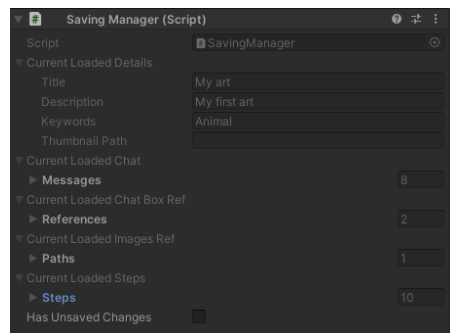 Saving Manager (Script)
Script SavingManager
Current Loaded Details
Title My art
Description My first art
Keywords Animal
Thumbnail Path
Current Loaded Chat
Messages 8
Current Loaded Chat Box Ref
References 2
Current Loaded Images Ref
Paths 1
Current Loaded Steps
Steps 10
Has Unsaved Changes